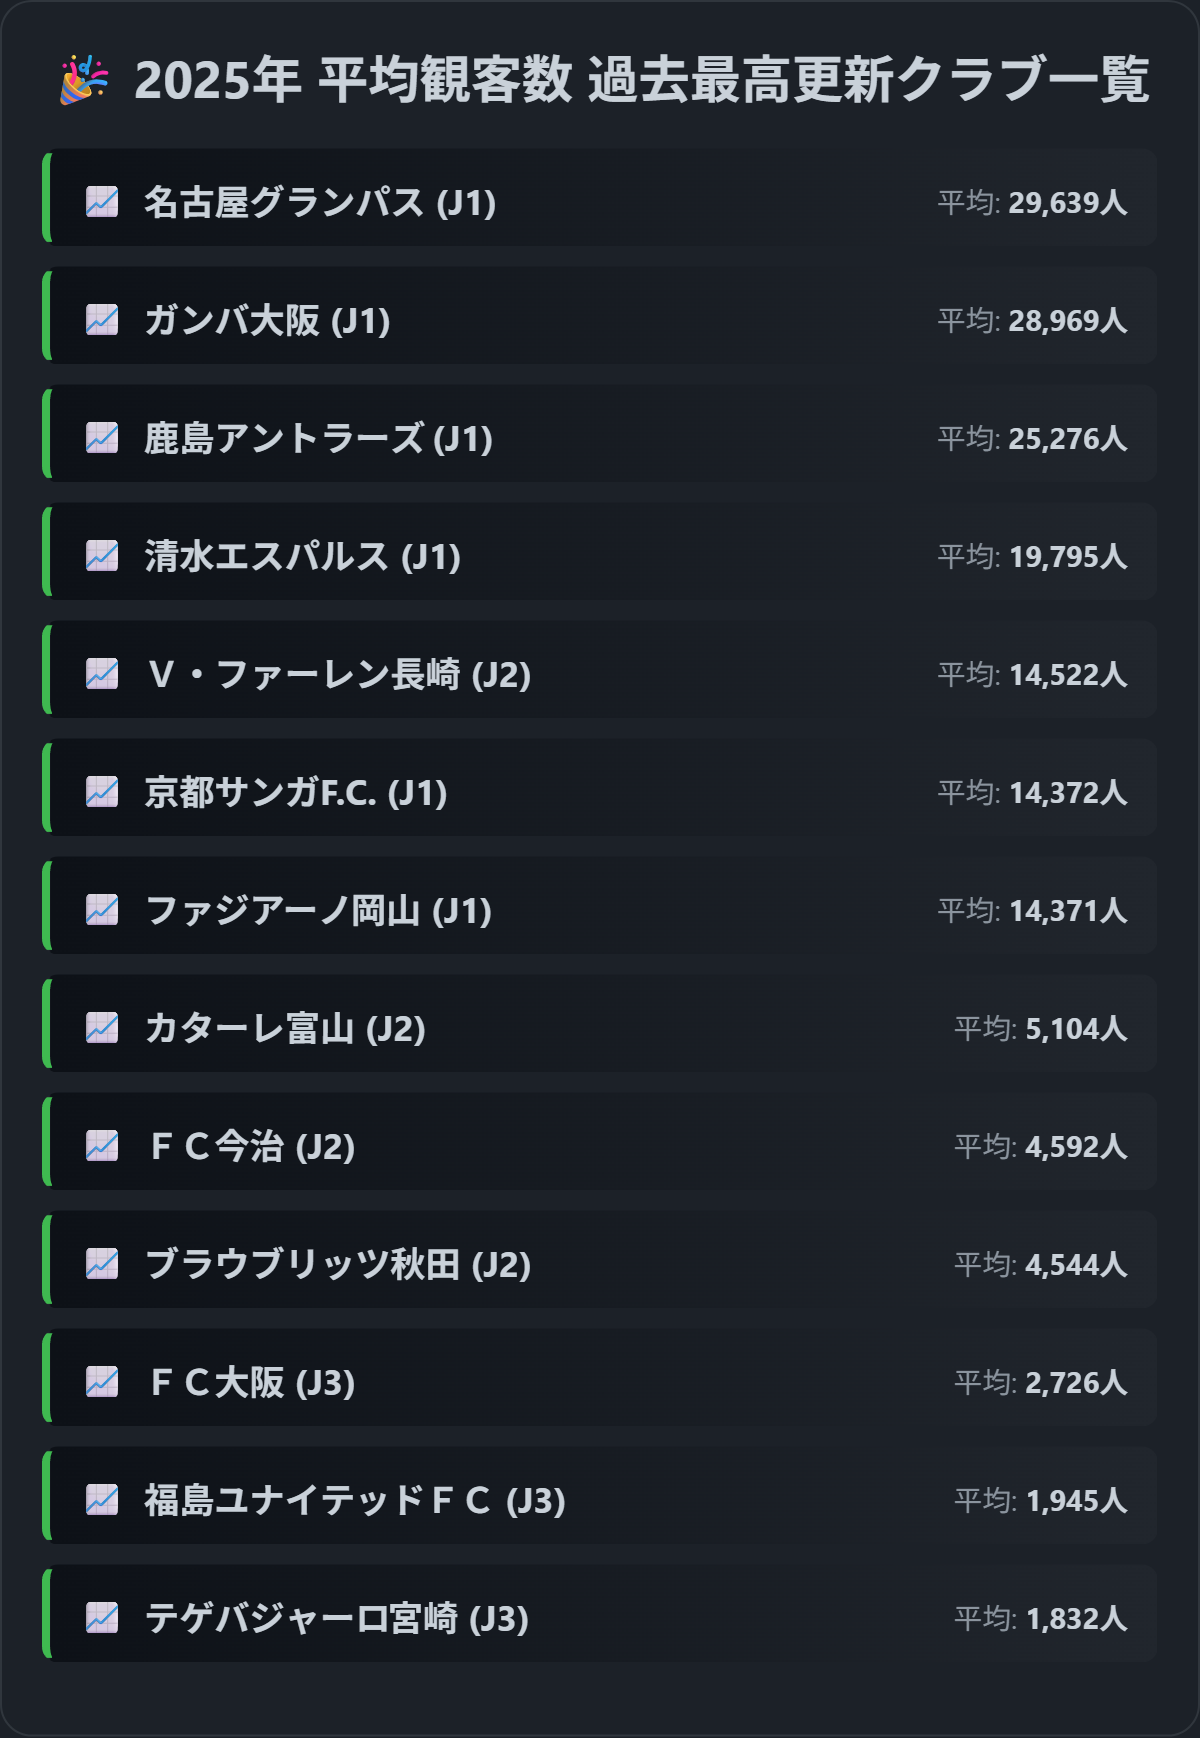 🎉 2025年 平均観客数 過去最高更新クラブ一覧
📈 名古屋グランパス (J1) 平均: 29,639人
📈 ガンバ大阪 (J1) 平均: 28,969人
📈 鹿島アントラーズ (J1) 平均: 25,276人
📈 清水エスパルス (J1) 平均: 19,795人
📈 Ｖ・ファーレン長崎 (J2) 平均: 14,522人
📈 京都サンガF.C. (J1) 平均: 14,372人
📈 ファジアーノ岡山 (J1) 平均: 14,371人
📈 カターレ富山 (J2) 平均: 5,104人
📈 ＦＣ今治 (J2) 平均: 4,592人
📈 ブラウブリッツ秋田 (J2) 平均: 4,544人
📈 ＦＣ大阪 (J3) 平均: 2,726人
📈 福島ユナイテッドＦＣ (J3) 平均: 1,945人
📈 テゲバジャーロ宮崎 (J3) 平均: 1,832人